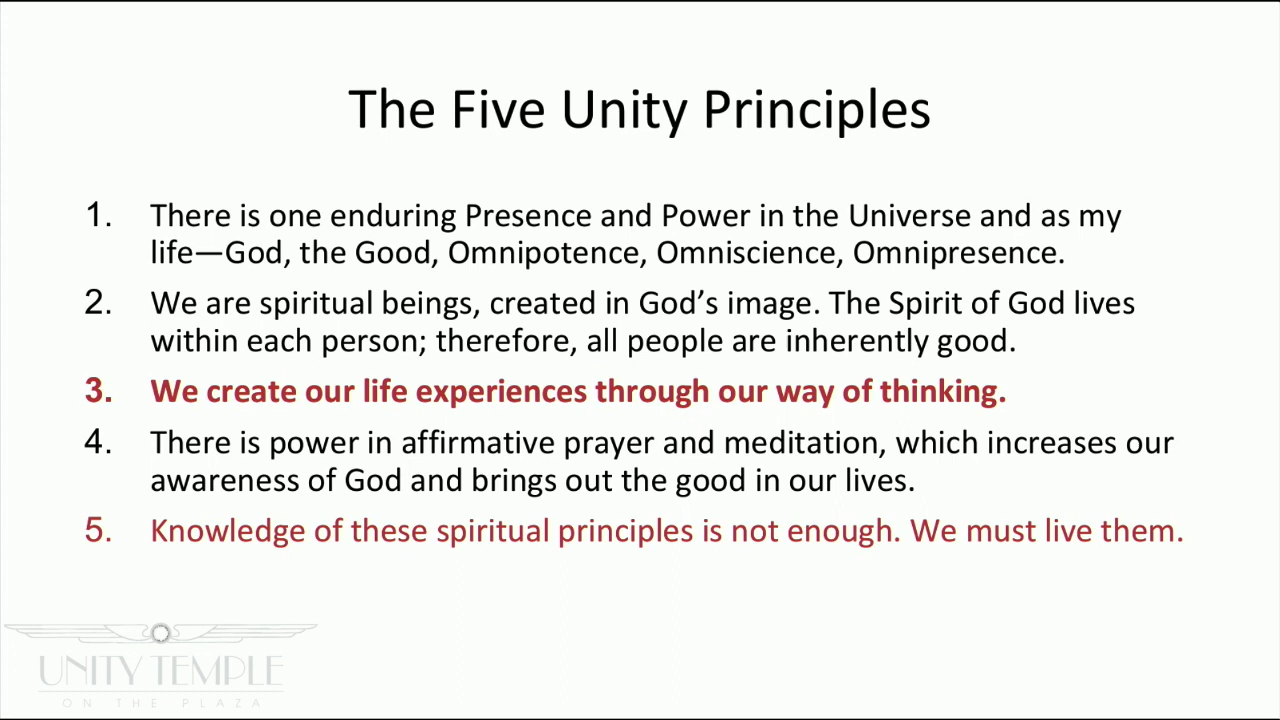 The Five Unity Principles
1. There is one enduring Presence and Power in the Universe and as my
life—God, the Good, Omnipotence, Omniscience, Omnipresence.
2. We are spiritual beings, created in God’s image. The Spirit of God lives
within each person; therefore, all people are inherently good.
3. We create our life experiences through our way of thinking.
4. There is power in affirmative prayer and meditation, which increases our
awareness of God and brings out the good in our lives.
5. Knowledge of these spiritual principles is not enough. We must live them.
UNITY TEMPLE
ON THE PLAZA